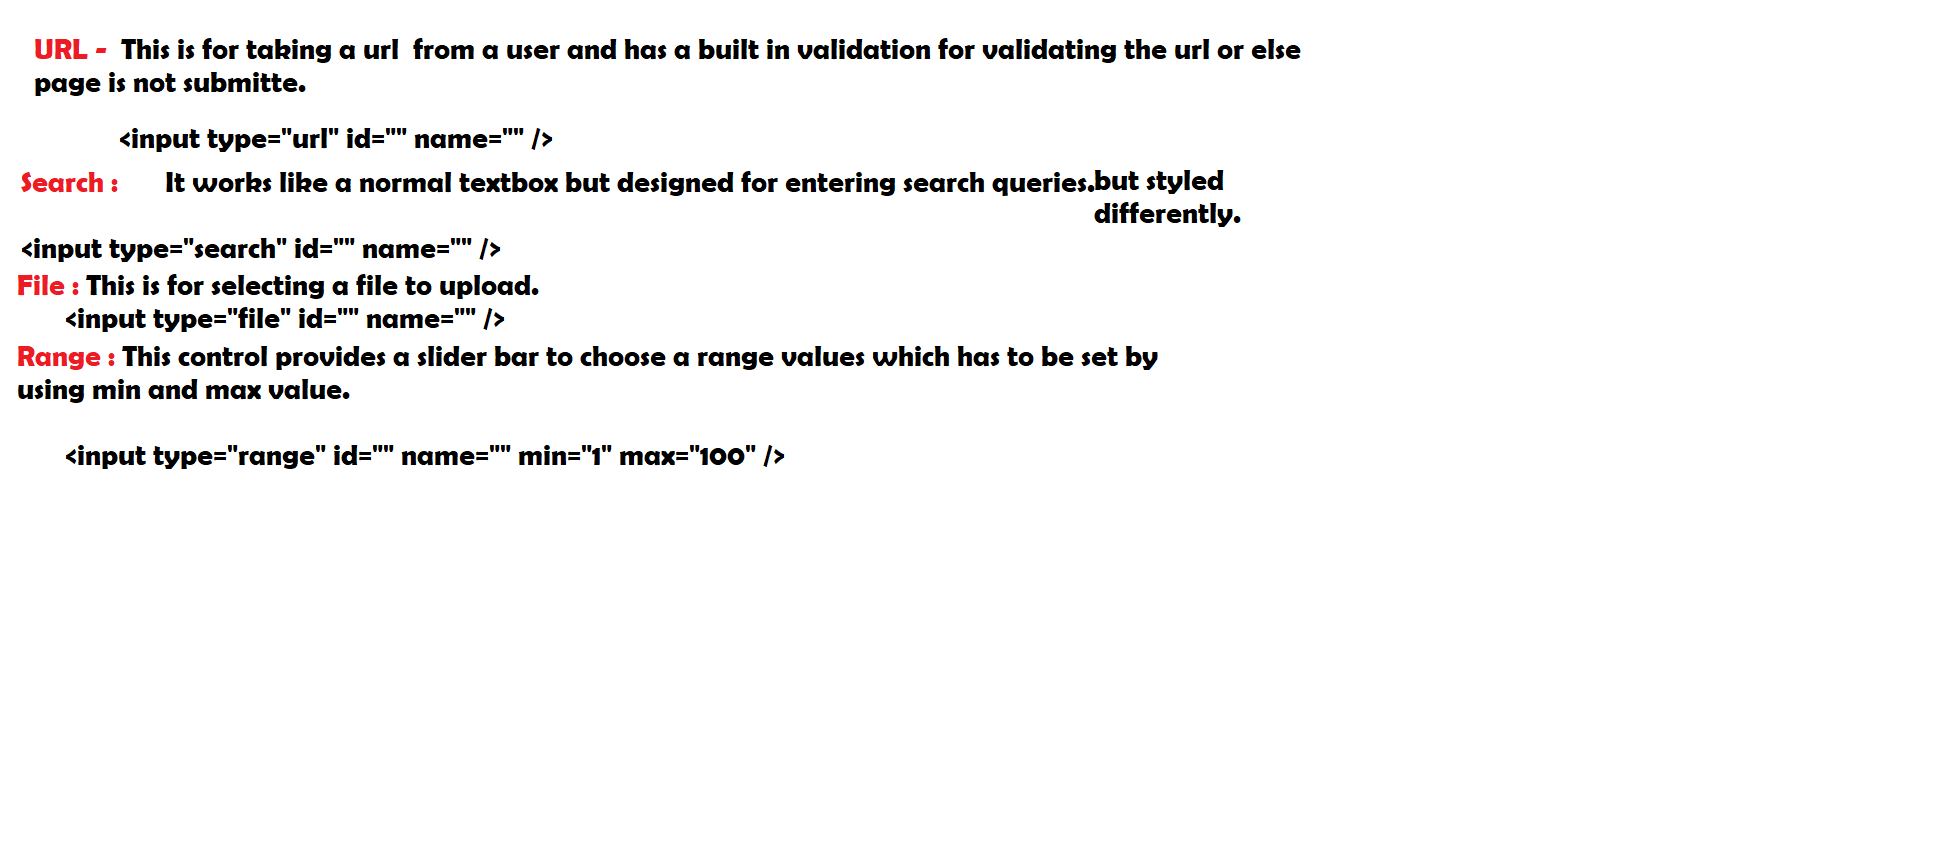 URL - This is for taking a url from a user and has a built in validation for validating the url or else
page is not submitte.
<input type="url" id="" name="" />
Search : It works like a normal textbox but designed for entering search queries.but styled
differently.
<input type="search" id="" name="" />
File : This is for selecting a file to upload.
<input type="file" id="" name="" />
Range : This control provides a slider bar to choose a range values which has to be set by
using min and max value.
<input type="range" id="" name="" min="1" max="100" />